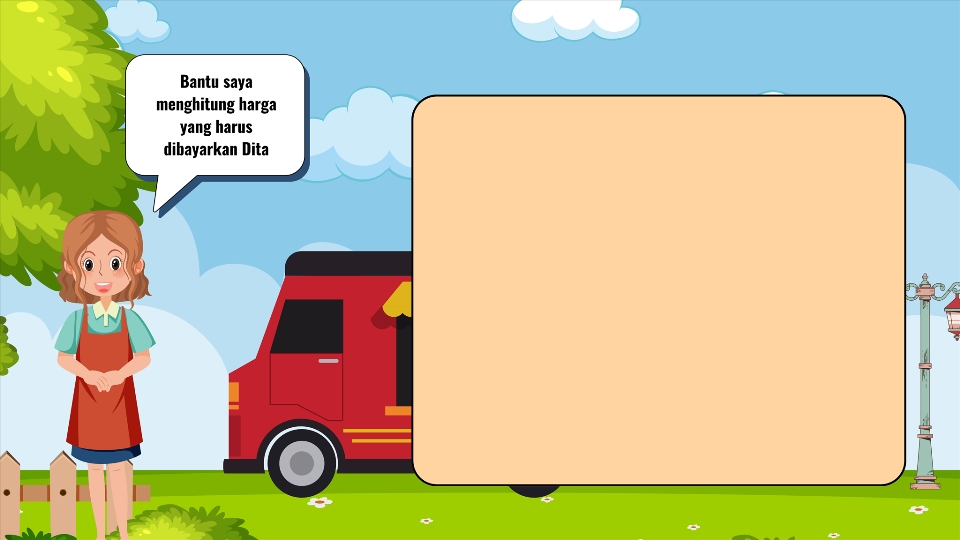 Bantu saya
menghitung harga
yang harus
dibayarkan Dita